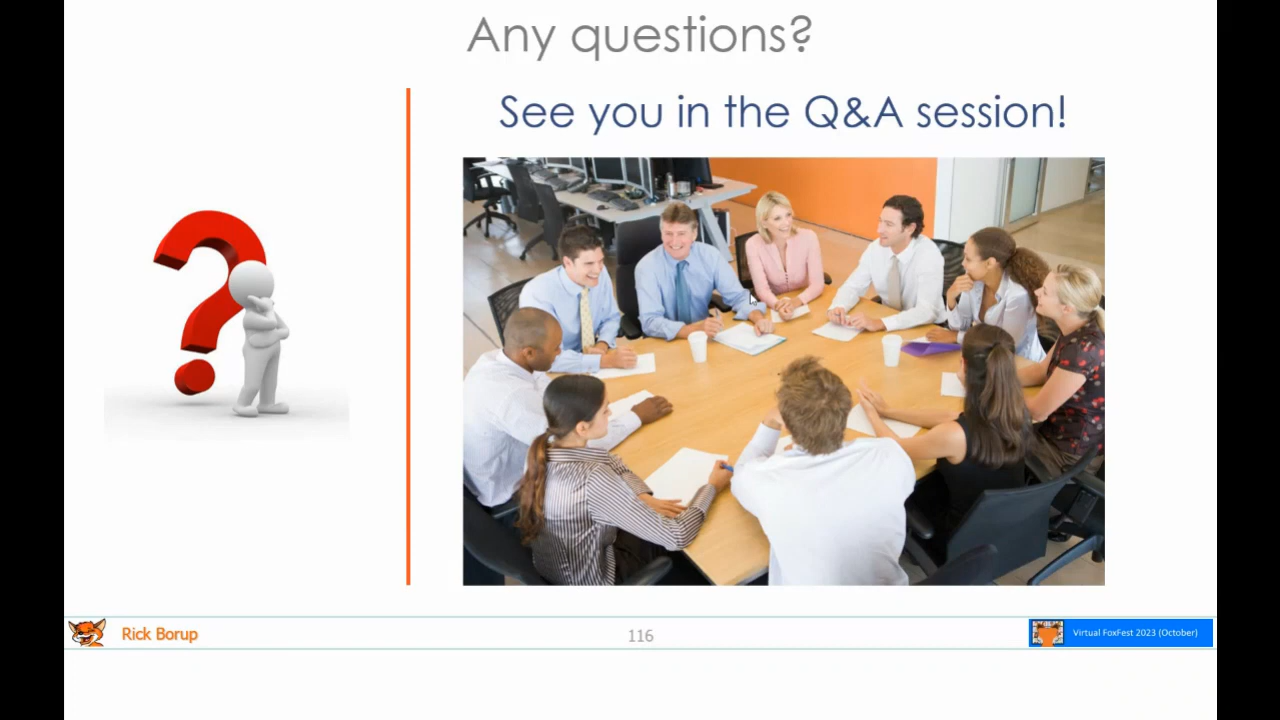 Any questions?
See you in the Q&A session!
Rick Borup
116
Virtual FoxFest 2023 (October)